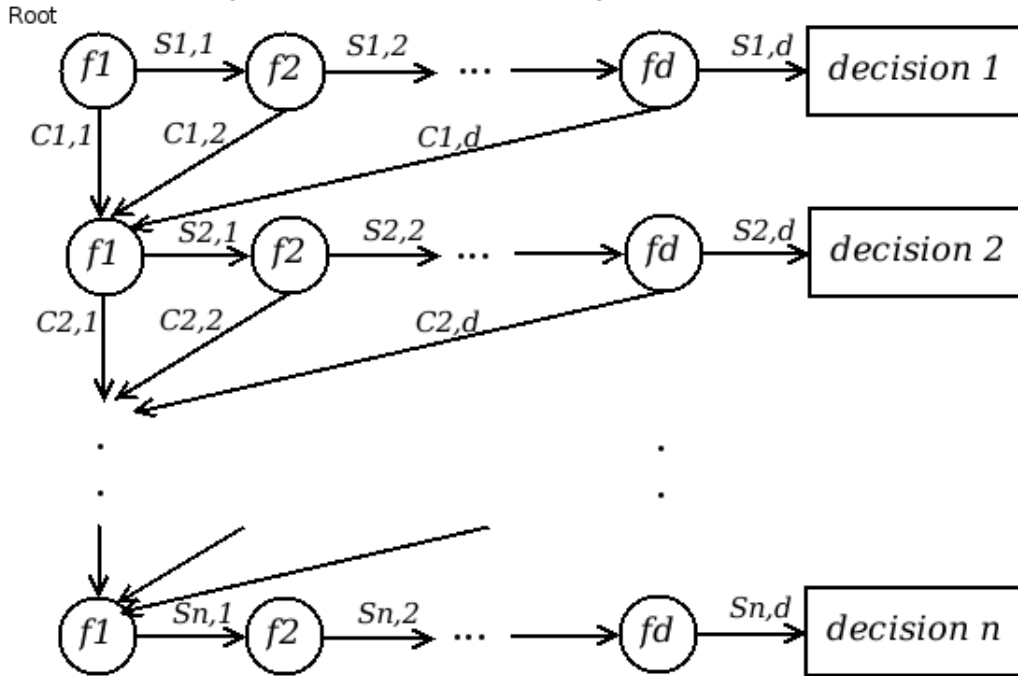 Root
f1 S1,1 f2 S1,2 ... fd S1,d decision 1
C1,1 C1,2 C1,d
f1 S2,1 f2 S2,2 ... fd S2,d decision 2
C2,1 C2,2 C2,d
f1 Sn,1 f2 Sn,2 ... fd Sn,d decision n